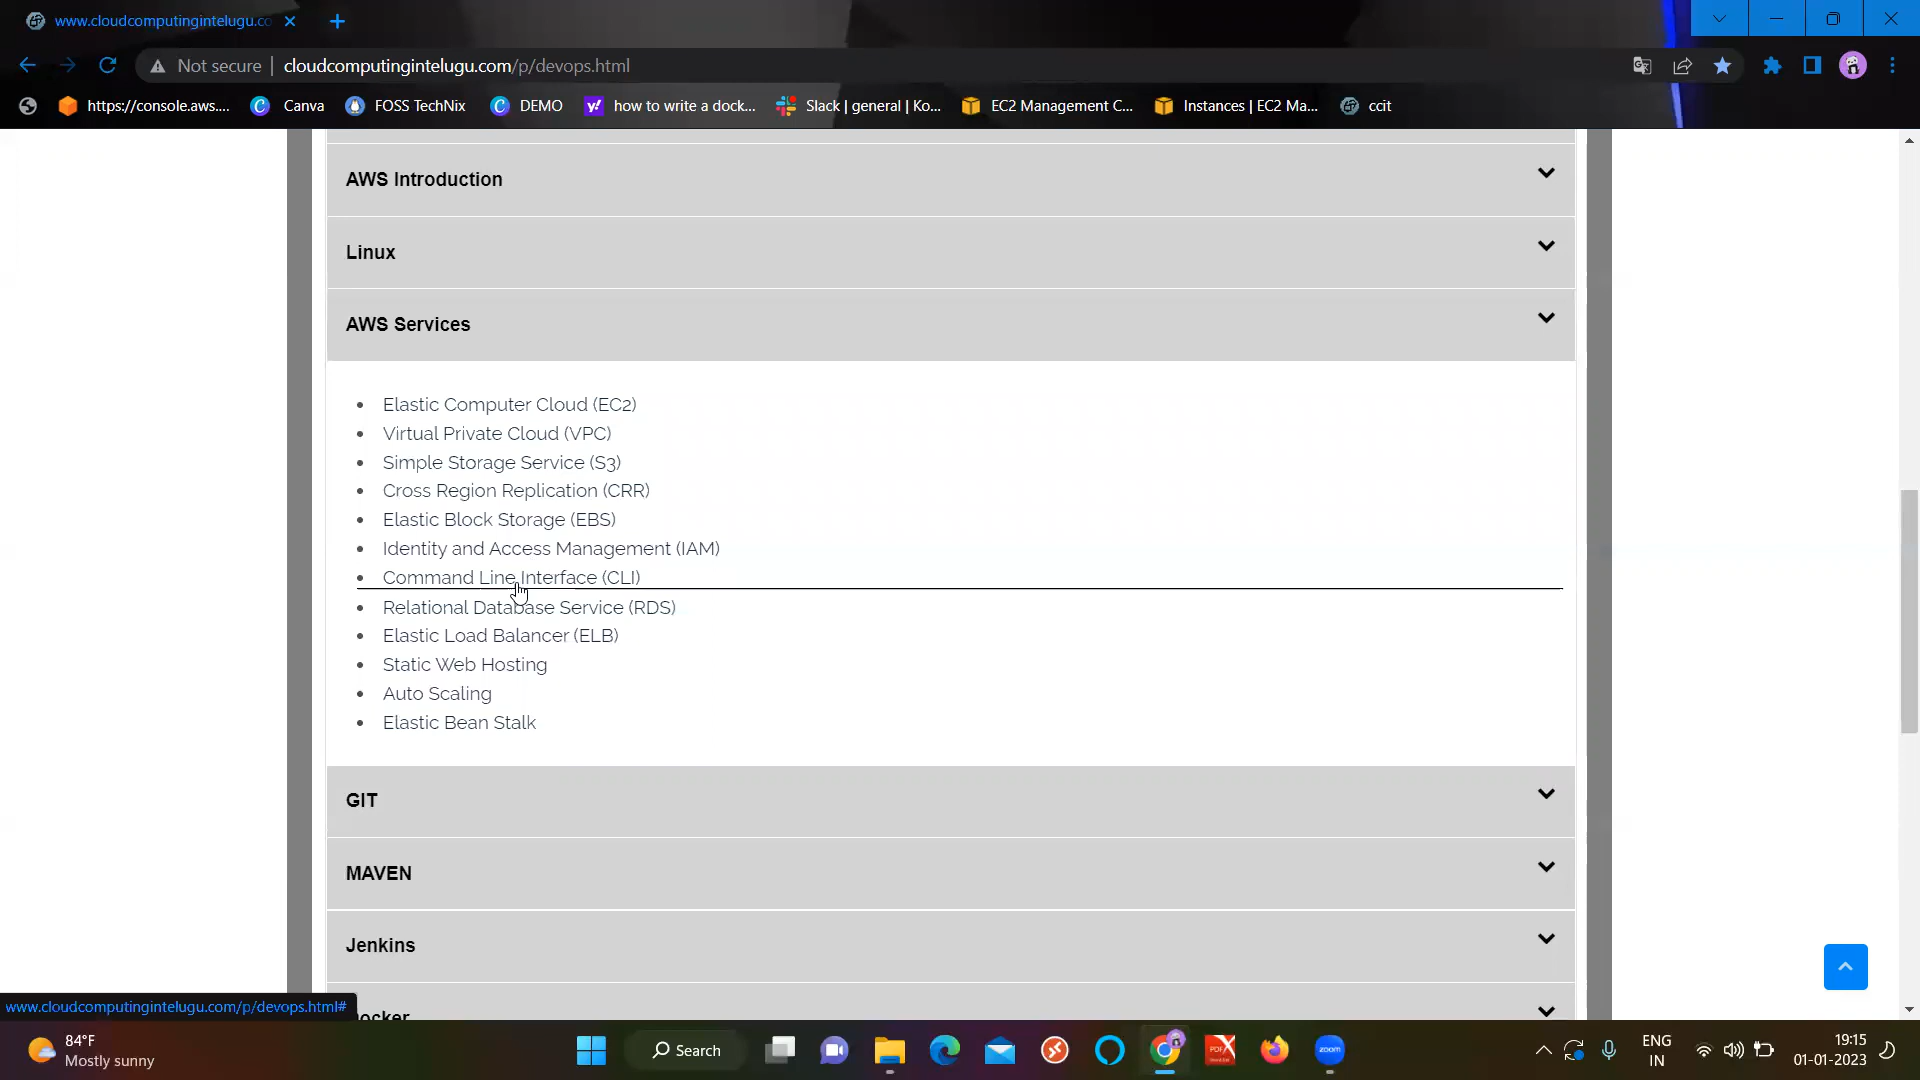 www.cloudcomputingintelugu.co
Not secure
cloudcomputingintelugu.com/p/devops.html
https://console.aws....
Canva
FOSS TechNix
DEMO
how to write a dock...
Slack | general | Ko...
EC2 Management C...
Instances | EC2 Ma...
ccit
AWS Introduction
Linux
AWS Services
Elastic Computer Cloud (EC2)
Virtual Private Cloud (VPC)
Simple Storage Service (S3)
Cross Region Replication (CRR)
Elastic Block Storage (EBS)
Identity and Access Management (IAM)
Command Line Interface (CLI)
Relational Database Service (RDS)
Elastic Load Balancer (ELB)
Static Web Hosting
Auto Scaling
Elastic Bean Stalk
GIT
MAVEN
Jenkins
www.cloudcomputingintelugu.com/p/devops.html#
84°F
Mostly sunny
Search
PDFX
zoom
ENG
IN
19:15
01-01-2023